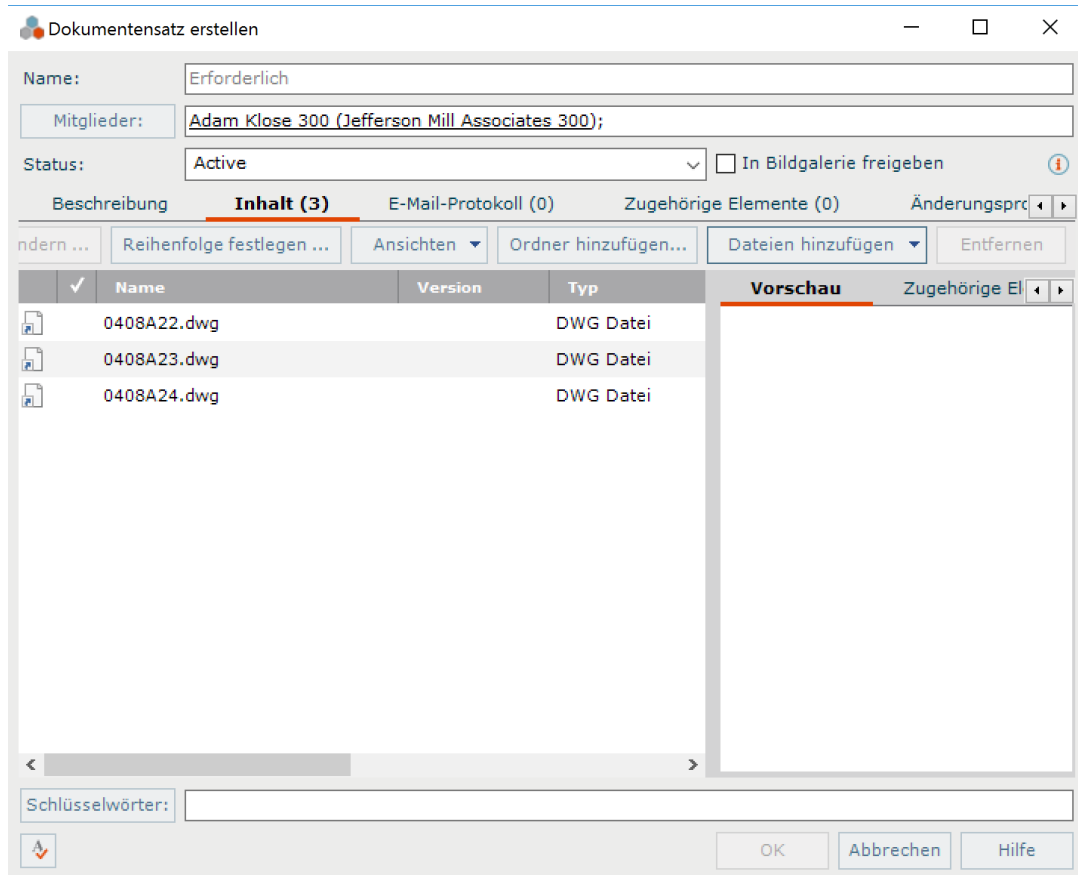 Dokumentensatz erstellen
Name: Erforderlich
Mitglieder: Adam Klose 300 (Jefferson Mill Associates 300);
Status: Active In Bildgalerie freigeben
Beschreibung Inhalt (3) E-Mail-Protokoll (0) Zugehörige Elemente (0) Änderungspro
ndern ... Reihenfolge festlegen ... Ansichten Ordner hinzufügen... Dateien hinzufügen Entfernen
Name Version Typ Vorschau Zugehörige El
0408A22.dwg DWG Datei
0408A23.dwg DWG Datei
0408A24.dwg DWG Datei
Schlüsselwörter:
OK Abbrechen Hilfe